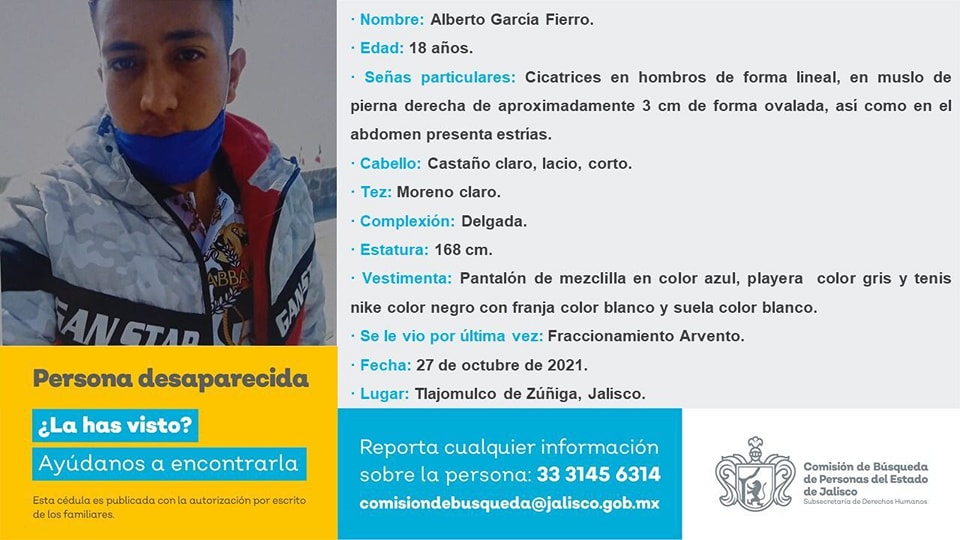 · Nombre: Alberto García Fierro.
· Edad: 18 años.
· Señas particulares: Cicatrices en hombros de forma lineal, en muslo de
pierna derecha de aproximadamente 3 cm de forma ovalada, así como en el
abdomen presenta estrías.
· Cabello: Castaño claro, lacio, corto.
· Tez: Moreno claro.
· Complexión: Delgada.
· Estatura: 168 cm.
· Vestimenta: Pantalón de mezclilla en color azul, playera color gris y tenis
nike color negro con franja color blanco y suela color blanco.
· Se le vio por última vez: Fraccionamiento Arvento.
· Fecha: 27 de octubre de 2021.
· Lugar: Tlajomulco de Zúñiga, Jalisco.
GAN STAR
GANS
ABBA
Persona desaparecida
¿La has visto?
Ayúdanos a encontrarla
Esta cédula es publicada con la autorización por escrito
de los familiares.
Reporta cualquier información
sobre la persona: 33 3145 6314
comisiondebusqueda@jalisco.gob.mx
Comisión de Búsqueda
de Personas del Estado
de Jalisco
Subsecretaría de Derechos Humanos